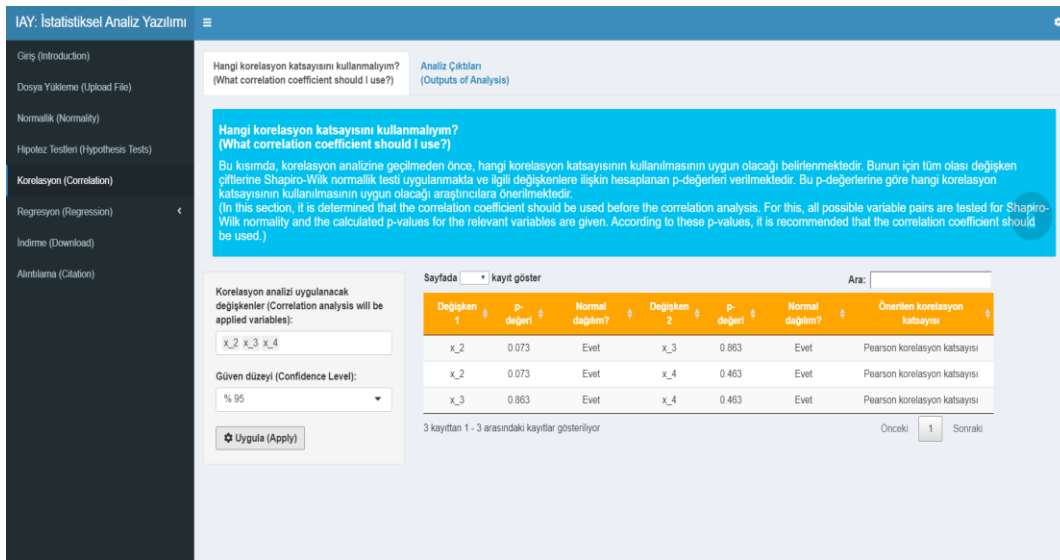 IAY: İstatistiksel Analiz Yazılımı
Giriş (Introduction)
Dosya Yükleme (Upload File)
Normallik (Normality)
Hipotez Testleri (Hypothesis Tests)
Korelasyon (Correlation)
Regresyon (Regression)
İndirme (Download)
Alıntılama (Citation)
Hangi korelasyon katsayısını kullanmalıyım?
(What correlation coefficient should I use?)
Analiz Çıktıları
(Outputs of Analysis)
Hangi korelasyon katsayısını kullanmalıyım?
(What correlation coefficient should I use?)
Bu kısımda, korelasyon analizine geçilmeden önce, hangi korelasyon katsayısının kullanılmasının uygun olacağı belirlenmektedir. Bunun için tüm olası değişken
çiftlerine Shapiro-Wilk normallik testi uygulanmakta ve ilgili değişkenlere ilişkin hesaplanan p-değerleri verilmektedir. Bu p-değerlerine göre hangi korelasyon
katsayısının kullanılmasının uygun olacağı araştırıcılara önerilmektedir.
(In this section, it is determined that the correlation coefficient should be used before the correlation analysis. For this, all possible variable pairs are tested for Shapiro-
Wilk normality and the calculated p-values for the relevant variables are given. According to these p-values, it is recommended that the correlation coefficient should
be used.)
Korelasyon analizi uygulanacak
değişkenler (Correlation analysis will be
applied variables):
x_2 x_3 x_4
Güven düzeyi (Confidence Level):
% 95
Uygula (Apply)
Sayfada kayıt göster
Ara:
Değişken 1 p-değeri Normal dağılım? Değişken 2 p-değeri Normal dağılım? Önerilen korelasyon katsayısı
x_2 0.073 Evet x_3 0.863 Evet Pearson korelasyon katsayısı
x_2 0.073 Evet x_4 0.463 Evet Pearson korelasyon katsayısı
x_3 0.863 Evet x_4 0.463 Evet Pearson korelasyon katsayısı
3 kayıttan 1 - 3 arasındaki kayıtlar gösteriliyor
Önceki 1 Sonraki